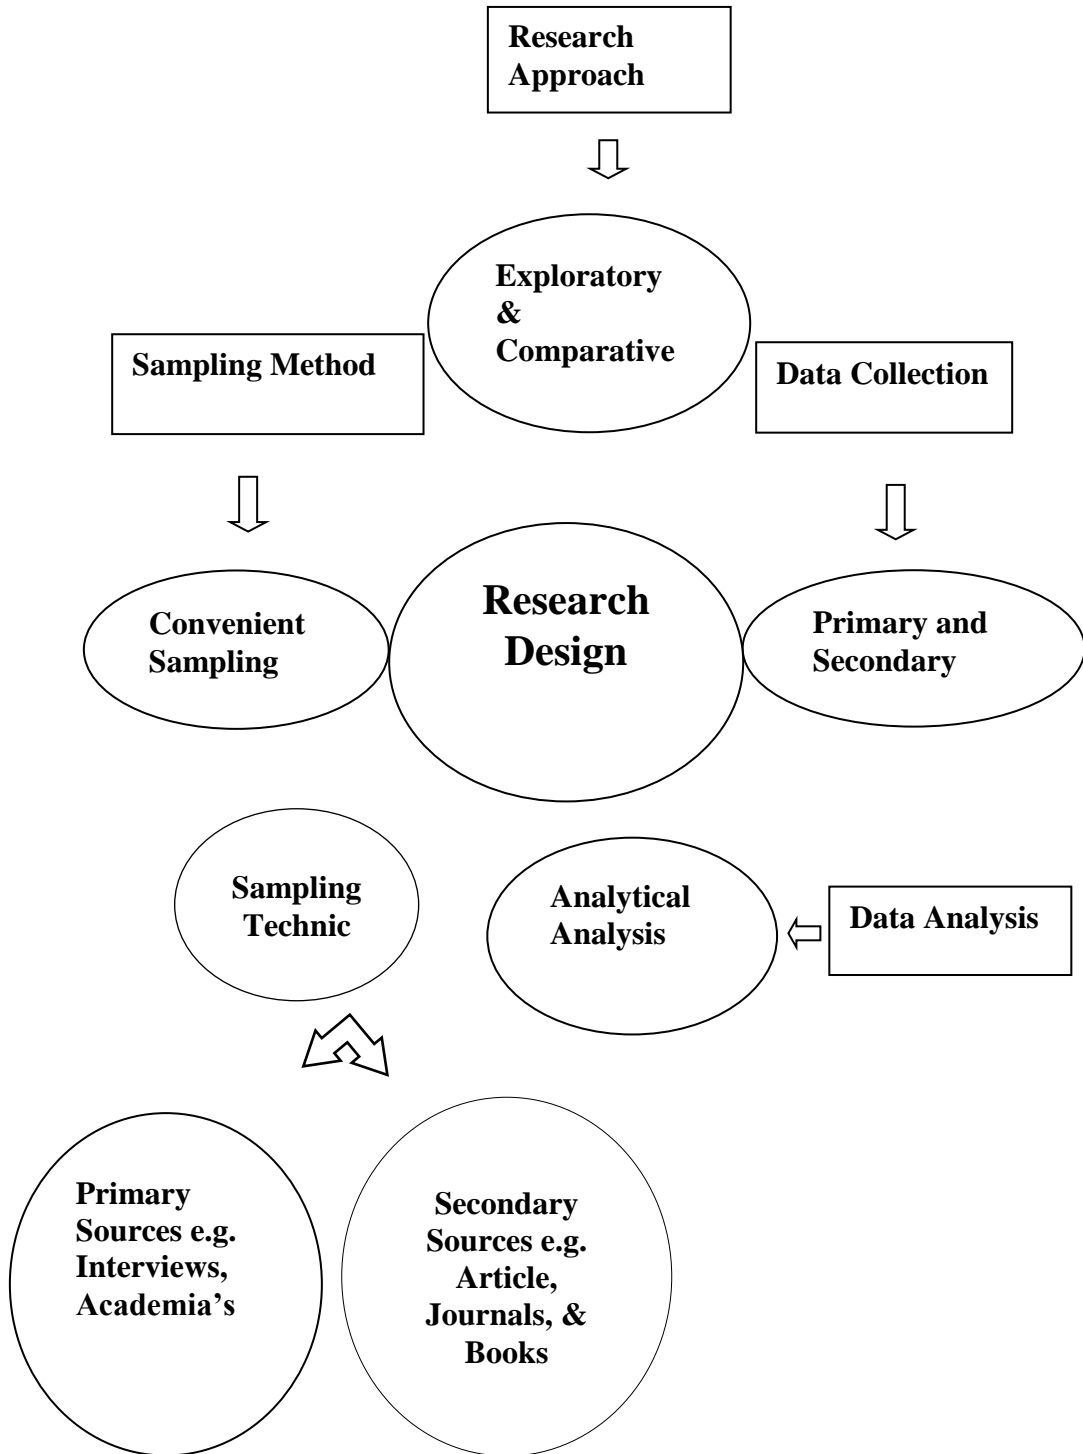 Research
Approach
Exploratory
&
Comparative
Sampling Method
Data Collection
Convenient
Sampling
Research
Design
Primary and
Secondary
Sampling
Technic
Analytical
Analysis
Data Analysis
Primary
Sources e.g.
Interviews,
Academia’s
Secondary
Sources e.g.
Article,
Journals, &
Books